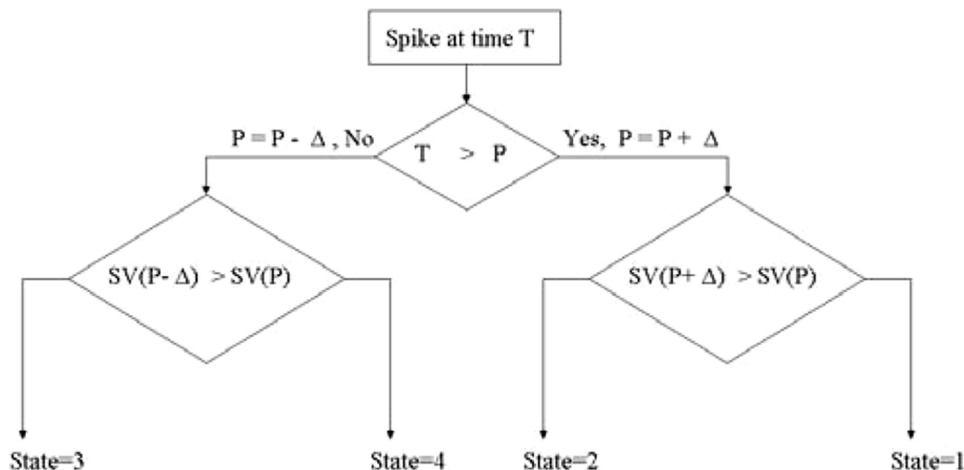 Spike at time T
P = P - Δ , No
T > P
Yes, P = P + Δ
SV(P- Δ) > SV(P)
SV(P+ Δ) > SV(P)
State=3
State=4
State=2
State=1